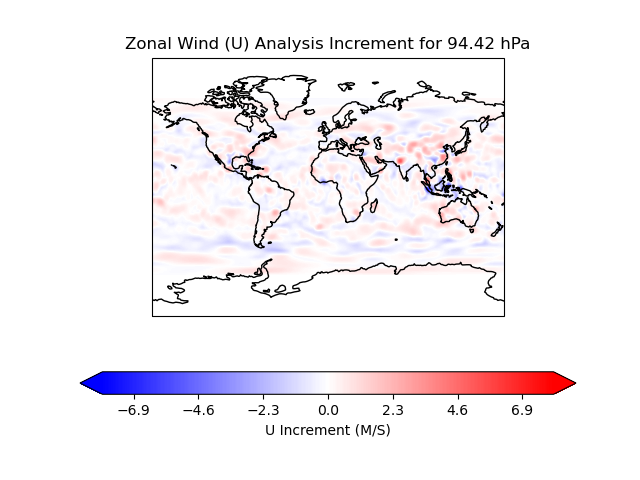 Zonal Wind (U) Analysis Increment for 94.42 hPa
−6.9 −4.6 −2.3 0.0 2.3 4.6 6.9
U Increment (M/S)